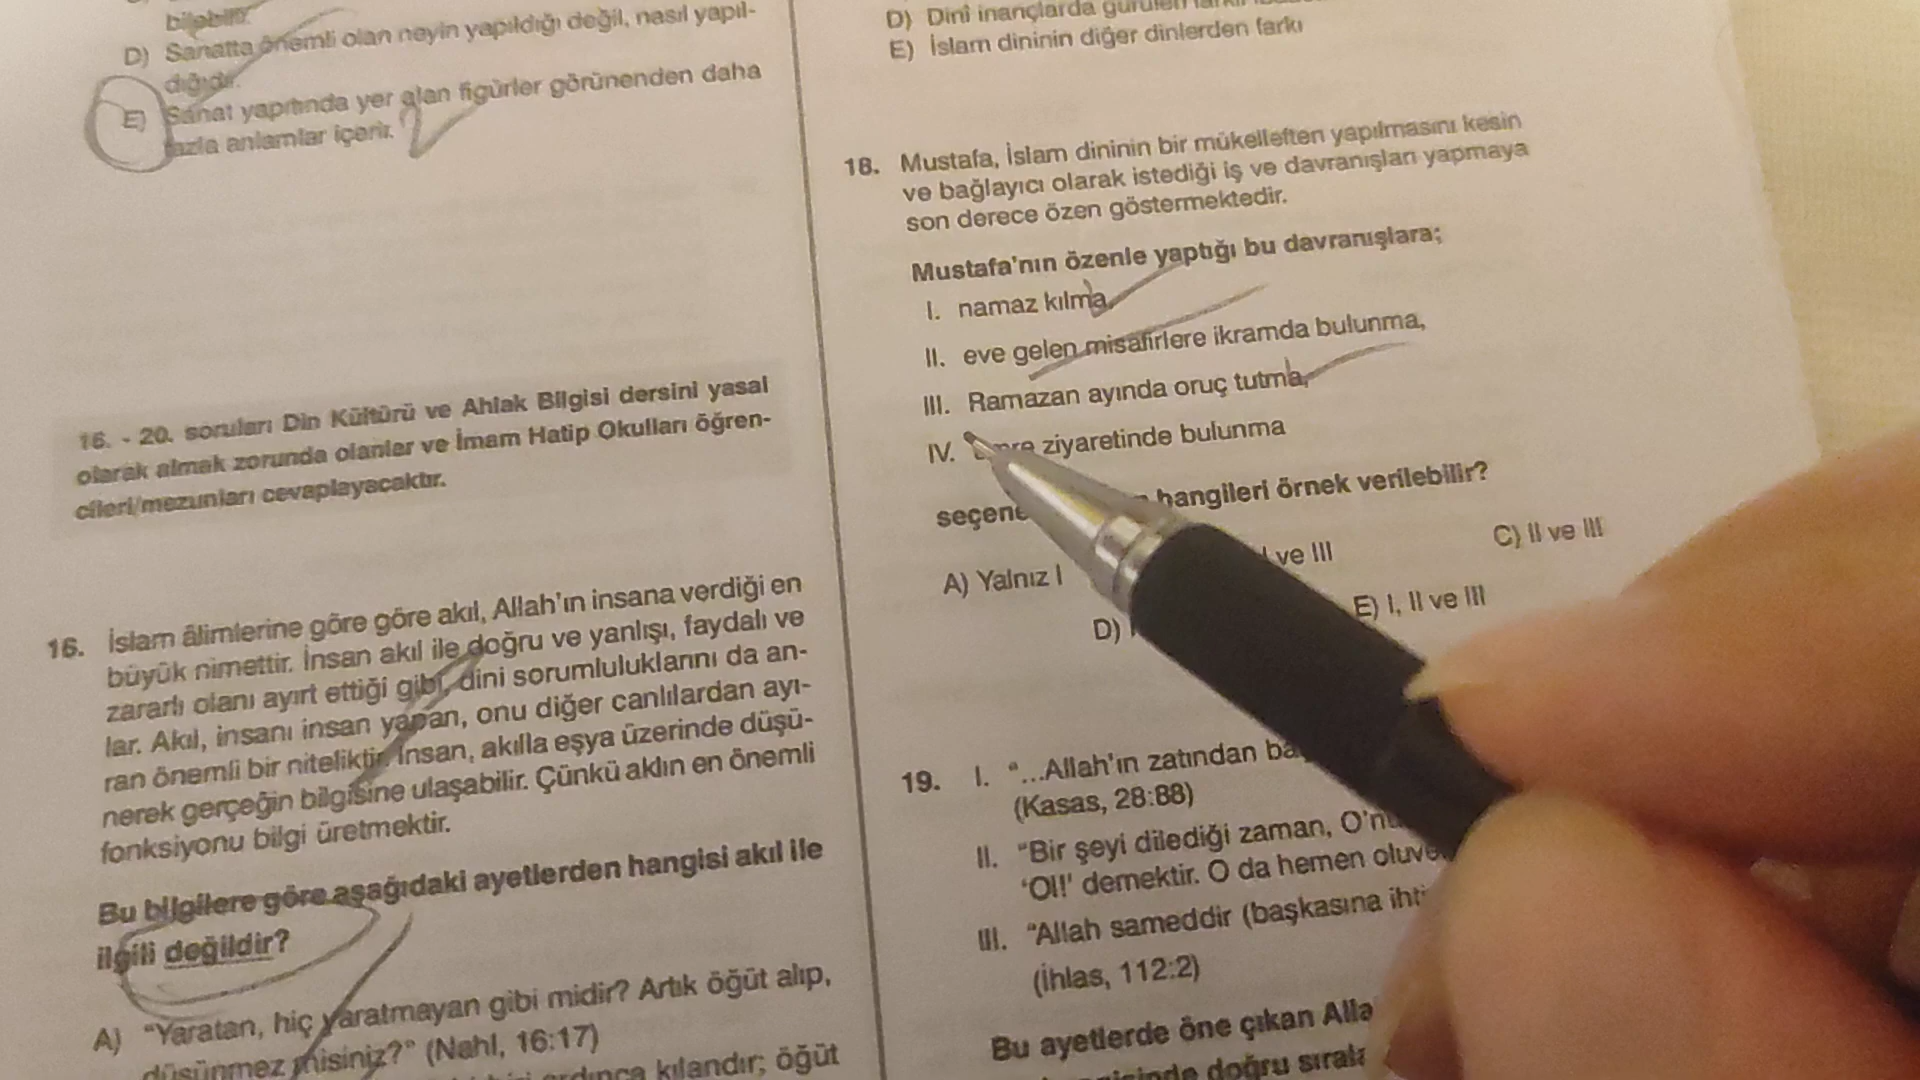 bilebilir.
D) Sanatta önemli olan neyin yapıldığı değil, nasıl yapıl-
dığıdır.
E) Sanat yapıtında yer alan figürler görünenden daha
fazla anlamlar içerir.
16. - 20. soruları Din Kültürü ve Ahlak Bilgisi dersini yasal
olarak almak zorunda olanlar ve İmam Hatip Okulları öğren-
cileri/mezunları cevaplayacaktır.
16. İslam âlimlerine göre göre akıl, Allah'ın insana verdiği en
büyük nimettir. İnsan akıl ile doğru ve yanlışı, faydalı ve
zararlı olanı ayırt ettiği gibi, dini sorumluluklarını da an-
lar. Akıl, insanı insan yapan, onu diğer canlılardan ayı-
ran önemli bir niteliktir. İnsan, akılla eşya üzerinde düşü-
nerek gerçeğin bilgisine ulaşabilir. Çünkü aklın en önemli
fonksiyonu bilgi üretmektir.
Bu bilgilere göre aşağıdaki ayetlerden hangisi akıl ile
ilgili değildir?
A) "Yaratan, hiç yaratmayan gibi midir? Artık öğüt alıp,
düşünmez misiniz?" (Nahl, 16:17)
ardınca kılandır; öğüt
D) Dinî inançlarda
E) İslam dininin diğer dinlerden farkı
18. Mustafa, İslam dininin bir mükelleften yapılmasını kesin
ve bağlayıcı olarak istediği iş ve davranışları yapmaya
son derece özen göstermektedir.
Mustafa'nın özenle yaptığı bu davranışlara;
I. namaz kılma,
II. eve gelen misafirlere ikramda bulunma,
III. Ramazan ayında oruç tutma,
IV. ziyaretinde bulunma
hangileri örnek verilebilir?
A) Yalnız I
ve III
C) II ve III
D)
E) I, II ve III
19. I. "...Allah'ın zatından
(Kasas, 28:88)
II. "Bir şeyi dilediği zaman,
'Ol!' demektir. O da hemen
III. "Allah sameddir (başkasına
(İhlas, 112:2)
Bu ayetlerde öne çıkan
doğru